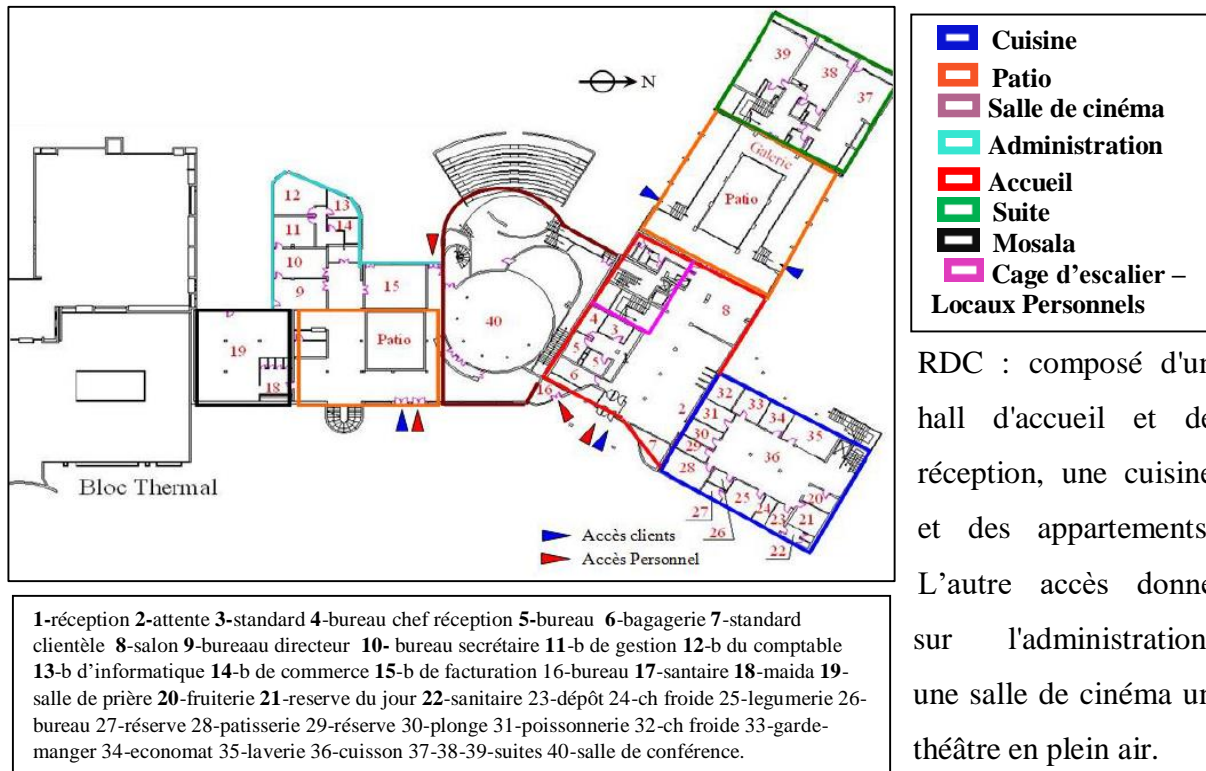 N
39
38
37
Galerie
Patio
12
13
14
11
10
9
15
40
4
3
5
5
6
8
19
18
Patio
16
2
7
32
33
34
35
31
30
29
28
36
25
24
23
20
21
27
26
22
Bloc Thermal
Accès clients
Accès Personnel
Cuisine
Patio
Salle de cinéma
Administration
Accueil
Suite
Mosala
Cage d’escalier –
Locaux Personnels
RDC : composé d'un
hall d'accueil et de
réception, une cuisine
et des appartements
L’autre accès donne
sur l'administration
une salle de cinéma un
théâtre en plein air.
1-réception 2-attente 3-standard 4-bureau chef réception 5-bureau 6-bagagerie 7-standard
clientèle 8-salon 9-bureaau directeur 10- bureau secrétaire 11-b de gestion 12-b du comptable
13-b d’informatique 14-b de commerce 15-b de facturation 16-bureau 17-santaire 18-maida 19-
salle de prière 20-fruiterie 21-reserve du jour 22-sanitaire 23-dépôt 24-ch froide 25-legumerie 26-
bureau 27-réserve 28-patisserie 29-réserve 30-plonge 31-poissonnerie 32-ch froide 33-garde-
manger 34-economat 35-laverie 36-cuisson 37-38-39-suites 40-salle de conférence.